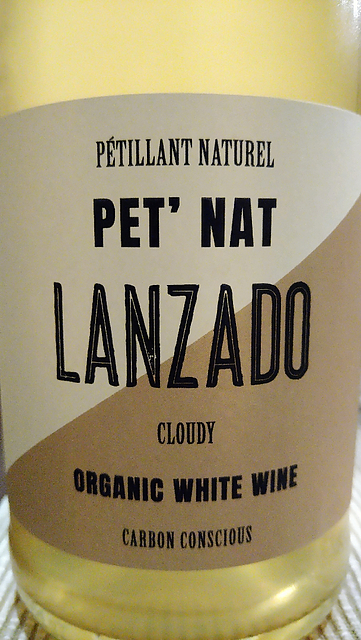 PÉTILLANT NATUREL
PET' NAT
LANZADO
CLOUDY
ORGANIC WHITE WINE
CARBON CONSCIOUS